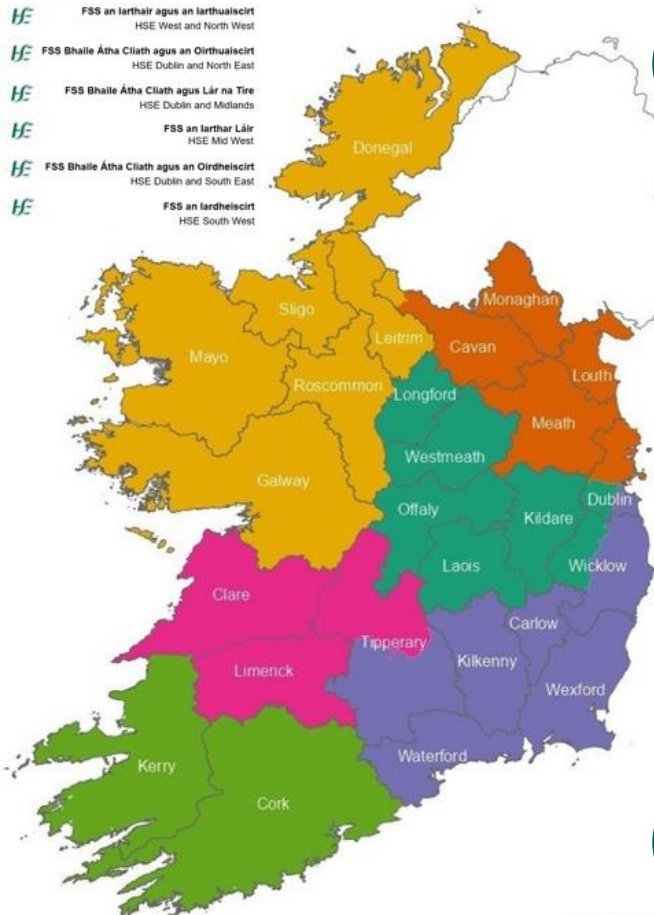 FSS an Iarthair agus an Iarthuaiscirt
HSE West and North West
FSS Bhaile Átha Cliath agus an Oirthuaiscirt
HSE Dublin and North East
FSS Bhaile Átha Cliath agus Lár na Tíre
HSE Dublin and Midlands
FSS an Iarthar Láir
HSE Mid West
FSS Bhaile Átha Cliath agus an Oirdheiscirt
HSE Dublin and South East
FSS an Iardheiscirt
HSE South West
Donegal
Monaghan
Sligo
Leitrim
Cavan
Mayo
Louth
Roscommon
Longford
Meath
Westmeath
Galway
Dublin
Offaly
Kildare
Laois
Wicklow
Clare
Carlow
Tipperary
Kilkenny
Limerick
Wexford
Waterford
Kerry
Cork